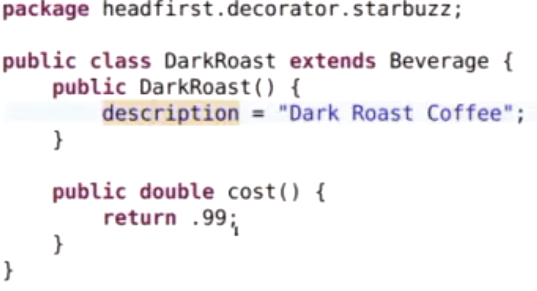 package headfirst.decorator.starbuzz;
public class DarkRoast extends Beverage {
public DarkRoast() {
description = "Dark Roast Coffee";
}
public double cost() {
return .99;
}
}